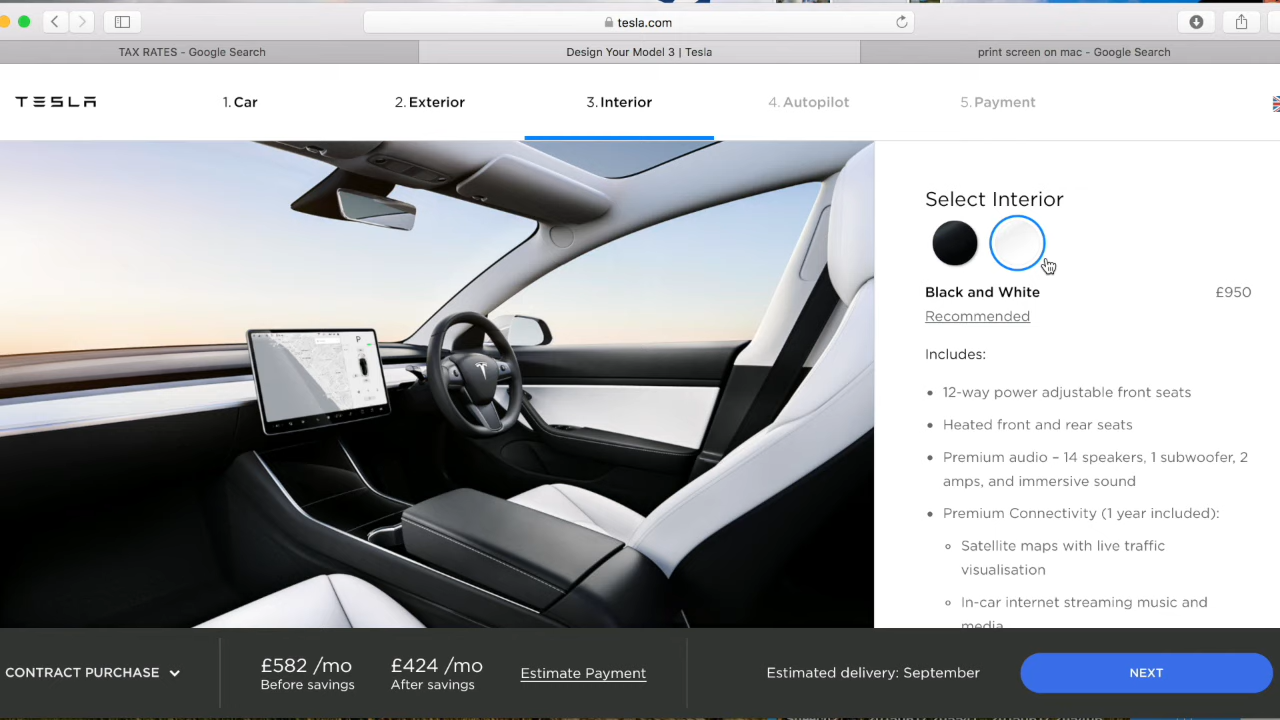 tesla.com
TAX RATES - Google Search
Design Your Model 3 | Tesla
print screen on mac - Google Search
TESLA
1. Car
2. Exterior
3. Interior
4. Autopilot
5. Payment
Select Interior
Black and White £950
Recommended
Includes:
12-way power adjustable front seats
Heated front and rear seats
Premium audio – 14 speakers, 1 subwoofer, 2
amps, and immersive sound
Premium Connectivity (1 year included):
Satellite maps with live traffic
visualisation
In-car internet streaming music and
media
CONTRACT PURCHASE
£582 /mo
Before savings
£424 /mo
After savings
Estimate Payment
Estimated delivery: September
NEXT